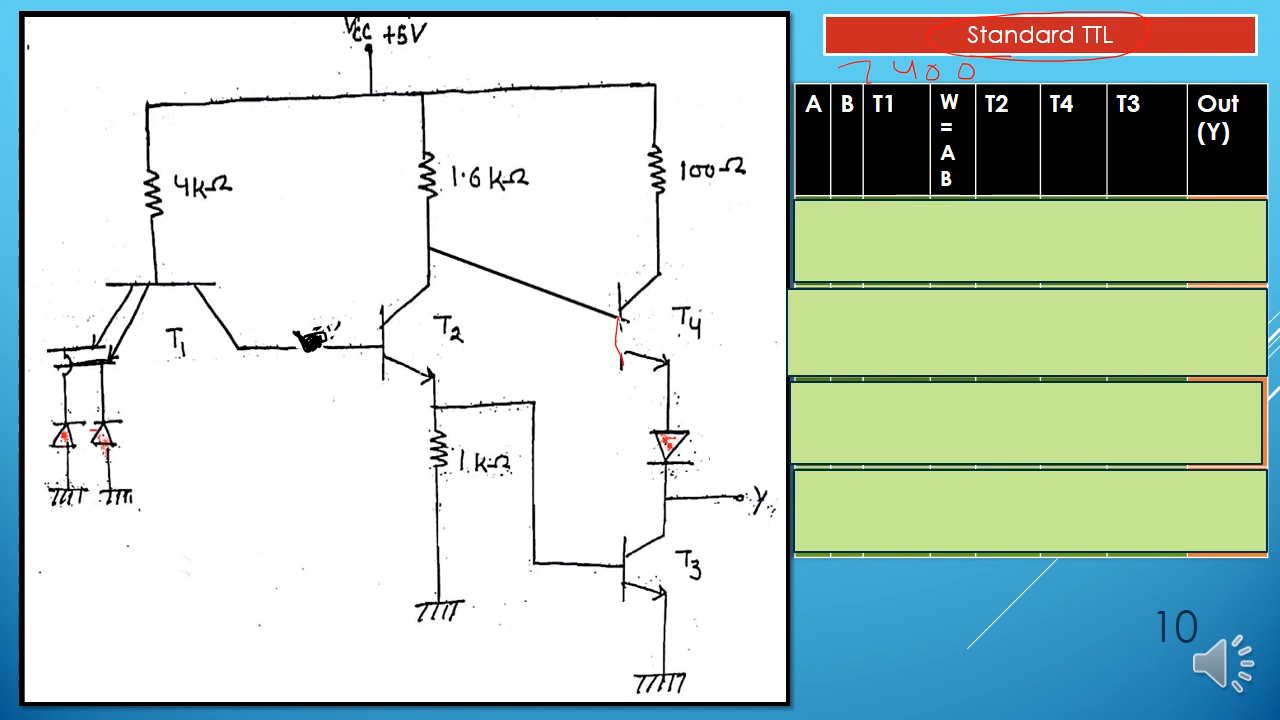 Vcc +5V
4kΩ
1.6kΩ
100Ω
T1
T2
T4
1kΩ
Y
T3
Standard TTL
7400
A B T1 W = A B T2 T4 T3 Out (Y)
10